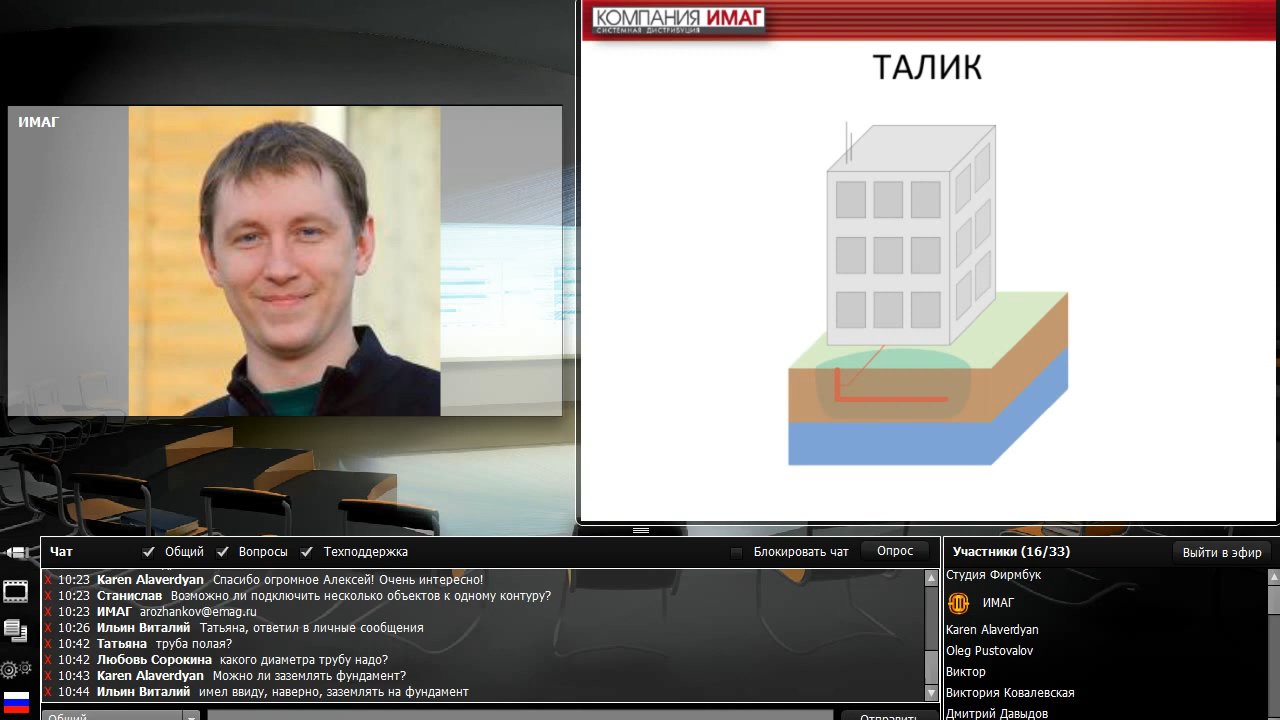 КОМПАНИЯ ИМАГ
СИСТЕМНАЯ ДИСТРИБУЦИЯ
ТАЛИК
ИМАГ
Чат
Общий
Вопросы
Техподдержка
Блокировать чат
Опрос
X 10:23 Karen Alaverdyan Спасибо огромное Алексей! Очень интересно!
X 10:23 Станислав Возможно ли подключить несколько объектов к одному контуру?
X 10:23 ИМАГ arozhankov@emag.ru
X 10:26 Ильин Виталий Татьяна, ответил в личные сообщения
X 10:42 Татьяна труба полая?
X 10:42 Любовь Сорокина какого диаметра трубу надо?
X 10:43 Karen Alaverdyan Можно ли заземлять фундамент?
X 10:44 Ильин Виталий имел ввиду, наверно, заземлять на фундамент
Общий
Отправить
Участники (16/33)
Выйти в эфир
Студия Фирмбук
ИМАГ
Karen Alaverdyan
Oleg Pustovalov
Виктор
Виктория Ковалевская
Дмитрий Давыдов